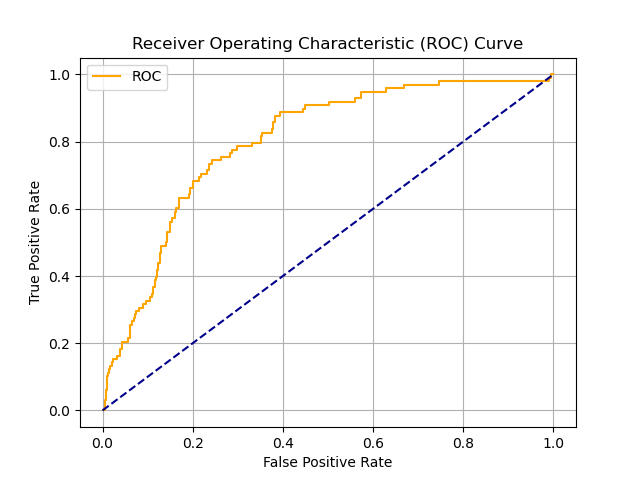 Receiver Operating Characteristic (ROC) Curve
ROC
1.0
0.8
0.6
0.4
0.2
0.0
True Positive Rate
0.0 0.2 0.4 0.6 0.8 1.0
False Positive Rate